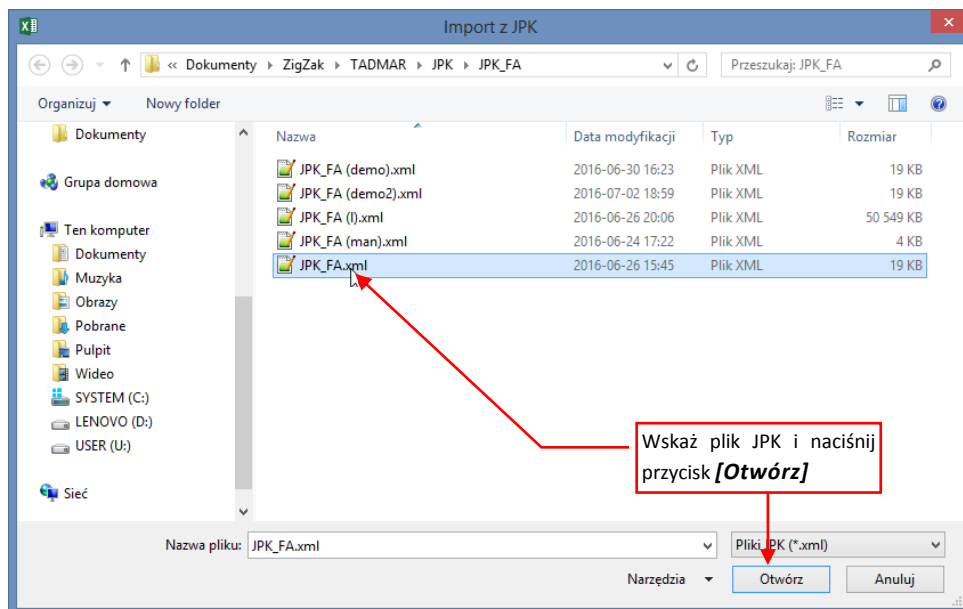 Import z JPK
« Dokumenty ▸ ZigZak ▸ TADMAR ▸ JPK ▸ JPK_FA
Przeszukaj: JPK_FA
Organizuj
Nowy folder
Dokumenty
Grupa domowa
Ten komputer
Dokumenty
Muzyka
Obrazy
Pobrane
Pulpit
Wideo
SYSTEM (C:)
LENOVO (D:)
USER (U:)
Sieć
Nazwa Data modyfikacji Typ Rozmiar
JPK_FA (demo).xml 2016-06-30 16:23 Plik XML 19 KB
JPK_FA (demo2).xml 2016-07-02 18:59 Plik XML 19 KB
JPK_FA (l).xml 2016-06-26 20:06 Plik XML 50 549 KB
JPK_FA (man).xml 2016-06-24 17:22 Plik XML 4 KB
JPK_FA.xml 2016-06-26 15:45 Plik XML 19 KB
Wskaż plik JPK i naciśnij
przycisk [Otwórz]
Nazwa pliku: JPK_FA.xml
Pliki JPK (*.xml)
Narzędzia
Otwórz
Anuluj